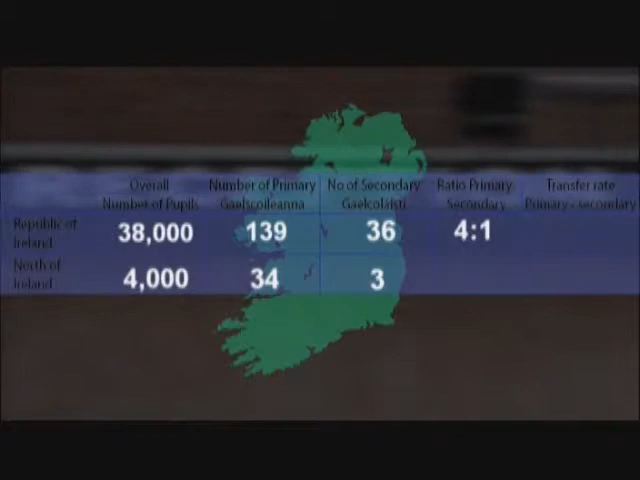 Overall Number of Primary No of Secondary Ratio Primary Transfer rate
Number of Pupils Gaelscoileanna Gaelcoláistí Secondary Primary - secondary
Republic of
Ireland 38,000 139 36 4:1
North of
Ireland 4,000 34 3